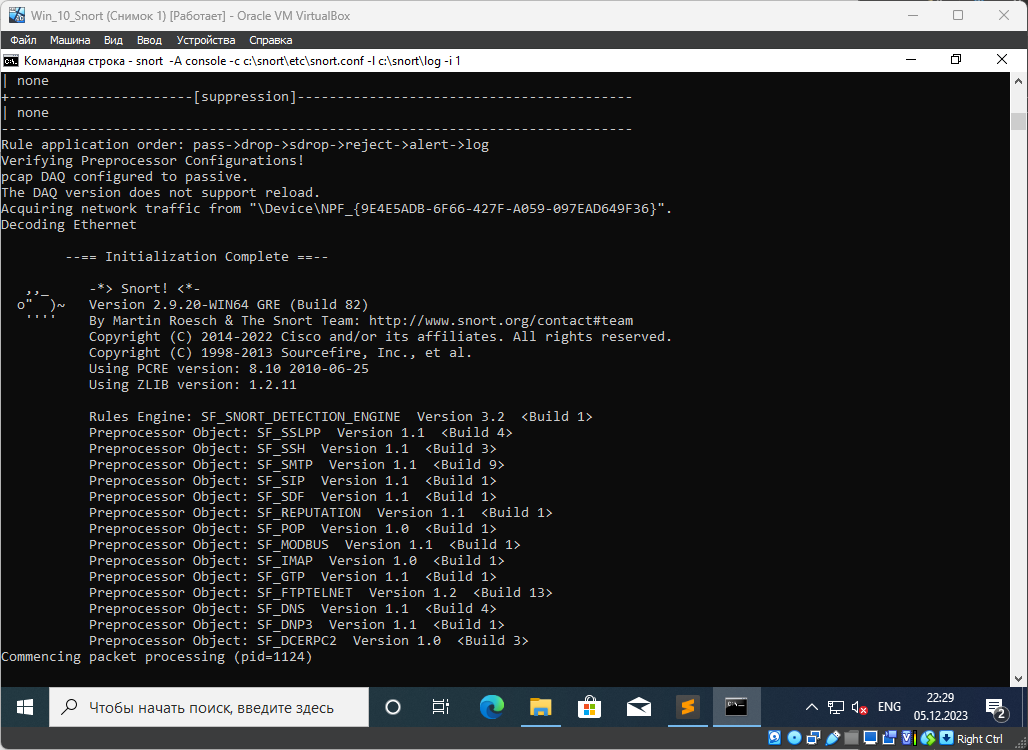 Win_10_Snort (Снимок 1) [Работает] - Oracle VM VirtualBox
Файл Машина Вид Ввод Устройства Справка
Командная строка - snort -A console -c c:\snort\etc\snort.conf -l c:\snort\log -i 1
| none
+-----------------------[suppression]------------------------------------------
| none
-------------------------------------------------------------------------------
Rule application order: pass->drop->sdrop->reject->alert->log
Verifying Preprocessor Configurations!
pcap DAQ configured to passive.
The DAQ version does not support reload.
Acquiring network traffic from "\Device\NPF_{9E4E5ADB-6F66-427F-A059-097EAD649F36}".
Decoding Ethernet
--== Initialization Complete ==--
,,_ -*> Snort! <*-
o" )~ Version 2.9.20-WIN64 GRE (Build 82)
'''' By Martin Roesch & The Snort Team: http://www.snort.org/contact#team
Copyright (C) 2014-2022 Cisco and/or its affiliates. All rights reserved.
Copyright (C) 1998-2013 Sourcefire, Inc., et al.
Using PCRE version: 8.10 2010-06-25
Using ZLIB version: 1.2.11
Rules Engine: SF_SNORT_DETECTION_ENGINE Version 3.2 <Build 1>
Preprocessor Object: SF_SSLPP Version 1.1 <Build 4>
Preprocessor Object: SF_SSH Version 1.1 <Build 3>
Preprocessor Object: SF_SMTP Version 1.1 <Build 9>
Preprocessor Object: SF_SIP Version 1.1 <Build 1>
Preprocessor Object: SF_SDF Version 1.1 <Build 1>
Preprocessor Object: SF_REPUTATION Version 1.1 <Build 1>
Preprocessor Object: SF_POP Version 1.0 <Build 1>
Preprocessor Object: SF_MODBUS Version 1.1 <Build 1>
Preprocessor Object: SF_IMAP Version 1.0 <Build 1>
Preprocessor Object: SF_GTP Version 1.1 <Build 1>
Preprocessor Object: SF_FTPTELNET Version 1.2 <Build 13>
Preprocessor Object: SF_DNS Version 1.1 <Build 4>
Preprocessor Object: SF_DNP3 Version 1.1 <Build 1>
Preprocessor Object: SF_DCERPC2 Version 1.0 <Build 3>
Commencing packet processing (pid=1124)
Чтобы начать поиск, введите здесь
ENG
22:29
05.12.2023
2
Right Ctrl